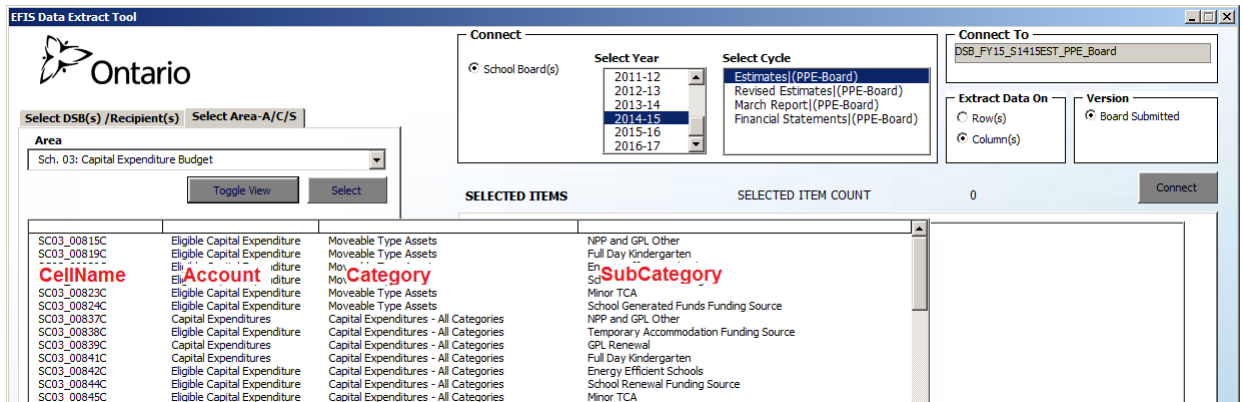 EFIS Data Extract Tool
Ontario
Connect
School Board(s)
Select Year
2011-12
2012-13
2013-14
2014-15
2015-16
2016-17
Select Cycle
Estimates|(PPE-Board)
Revised Estimates|(PPE-Board)
March Report|(PPE-Board)
Financial Statements|(PPE-Board)
Connect To
DSB_FY15_S1415EST_PPE_Board
Extract Data On
Row(s)
Column(s)
Version
Board Submitted
Select DSB(s) /Recipient(s) Select Area-A/C/S
Area
Sch. 03: Capital Expenditure Budget
Toggle View Select
SELECTED ITEMS SELECTED ITEM COUNT 0 Connect
SC03_00815C Eligible Capital Expenditure Moveable Type Assets NPP and GPL Other
SC03_00819C Eligible Capital Expenditure Moveable Type Assets Full Day Kindergarten
CellName Account Category SubCategory
SC03_00823C Eligible Capital Expenditure Moveable Type Assets Minor TCA
SC03_00824C Eligible Capital Expenditure Moveable Type Assets School Generated Funds Funding Source
SC03_00837C Capital Expenditures Capital Expenditures - All Categories NPP and GPL Other
SC03_00838C Eligible Capital Expenditure Capital Expenditures - All Categories Temporary Accommodation Funding Source
SC03_00839C Capital Expenditures Capital Expenditures - All Categories GPL Renewal
SC03_00841C Capital Expenditures Capital Expenditures - All Categories Full Day Kindergarten
SC03_00842C Eligible Capital Expenditure Capital Expenditures - All Categories Energy Efficient Schools
SC03_00844C Eligible Capital Expenditure Capital Expenditures - All Categories School Renewal Funding Source
SC03_00845C Eligible Capital Expenditure Capital Expenditures - All Categories Minor TCA